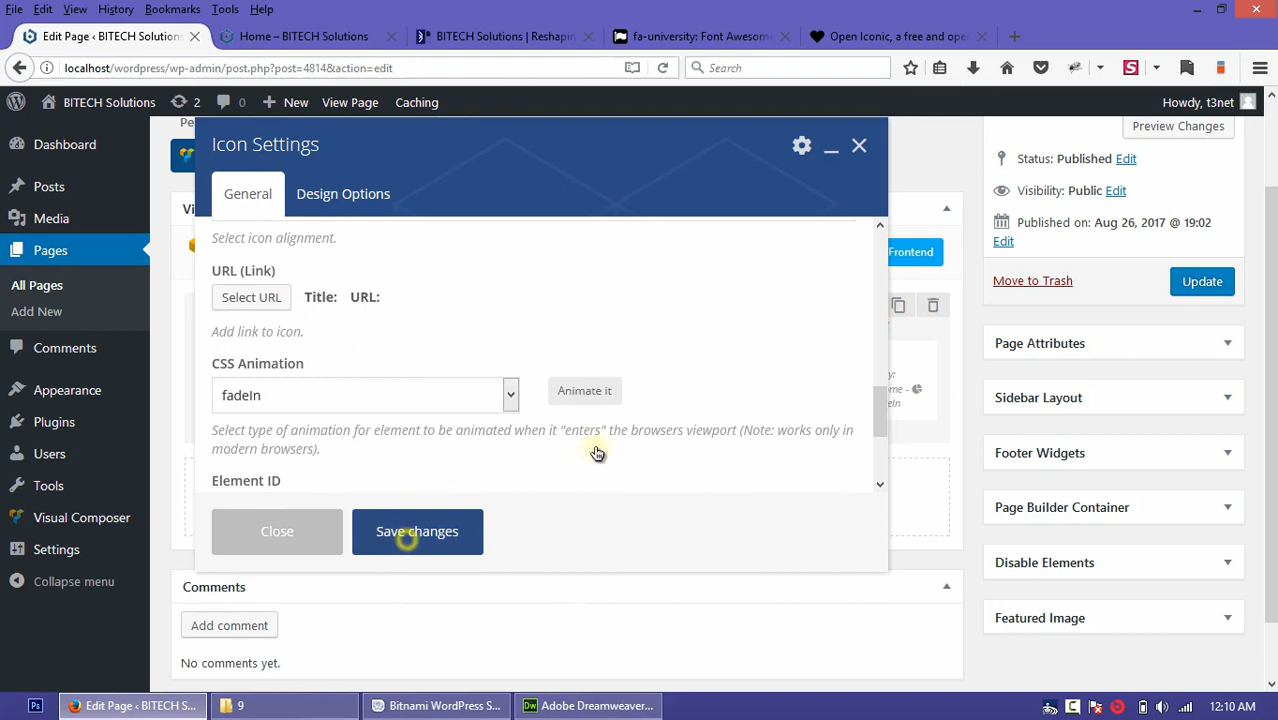 File Edit View History Bookmarks Tools Help
Edit Page ‹ BITECH Solutions
Home – BITECH Solutions
BITECH Solutions | Reshapin
fa-university: Font Awesom
Open Iconic, a free and oper
localhost/wordpress/wp-admin/post.php?post=4814&action=edit
Search
BITECH Solutions 2 0 New View Page Caching
Howdy, t3net
Dashboard
Posts
Media
Pages
All Pages
Add New
Comments
Appearance
Plugins
Users
Tools
Visual Composer
Settings
Collapse menu
Pe
Vi
Icon Settings
General
Design Options
Select icon alignment.
URL (Link)
Select URL Title: URL:
Add link to icon.
CSS Animation
fadeIn
Animate it
Select type of animation for element to be animated when it "enters" the browsers viewport (Note: works only in
modern browsers).
Element ID
Close
Save changes
Frontend
Comments
Add comment
No comments yet.
Preview Changes
Status: Published Edit
Visibility: Public Edit
Published on: Aug 26, 2017 @ 19:02
Edit
Move to Trash
Update
Page Attributes
Sidebar Layout
Footer Widgets
Page Builder Container
Disable Elements
Featured Image
Ps
Edit Page ‹ BITECH S...
9
Bitnami WordPress S...
Dw
Adobe Dreamweaver...
12:10 AM